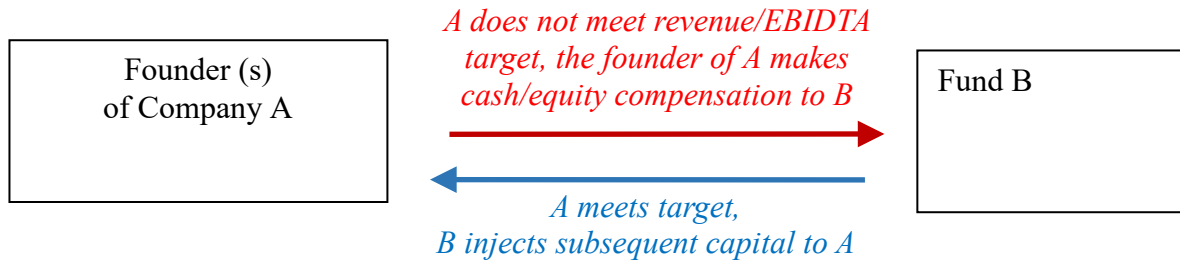 Founder (s)
of Company A
A does not meet revenue/EBIDTA
target, the founder of A makes
cash/equity compensation to B
Fund B
A meets target,
B injects subsequent capital to A